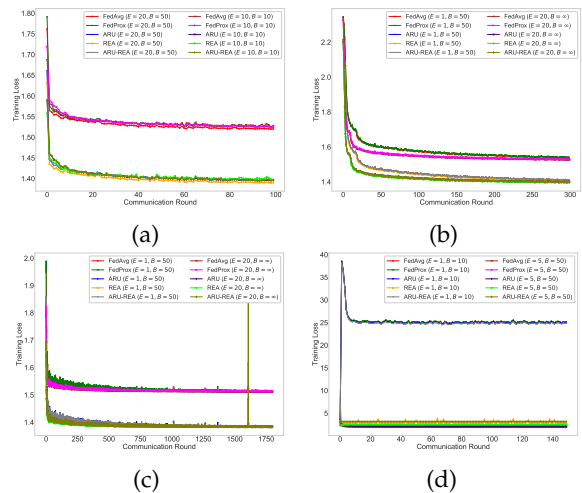 FedAvg (E = 20, B = 50) FedAvg (E = 10, B = 10)
FedProx (E = 20, B = 50) FedProx (E = 10, B = 10)
ARU (E = 20, B = 50) ARU (E = 10, B = 10)
REA (E = 20, B = 50) REA (E = 10, B = 10)
ARU-REA (E = 20, B = 50) ARU-REA (E = 10, B = 10)
1.80
1.75
1.70
1.65
1.60
1.55
1.50
1.45
1.40
Training Loss
0 20 40 60 80 100
Communication Round
(a)
FedAvg (E = 1, B = 50) FedAvg (E = 20, B = ∞)
FedProx (E = 1, B = 50) FedProx (E = 20, B = ∞)
ARU (E = 1, B = 50) ARU (E = 20, B = ∞)
REA (E = 1, B = 50) REA (E = 20, B = ∞)
ARU-REA (E = 1, B = 50) ARU-REA (E = 20, B = ∞)
2.2
2.0
1.8
1.6
1.4
Training Loss
0 50 100 150 200 250 300
Communication Round
(b)
FedAvg (E = 1, B = 50) FedAvg (E = 20, B = ∞)
FedProx (E = 1, B = 50) FedProx (E = 20, B = ∞)
ARU (E = 1, B = 50) ARU (E = 20, B = ∞)
REA (E = 1, B = 50) REA (E = 20, B = ∞)
ARU-REA (E = 1, B = 50) ARU-REA (E = 20, B = ∞)
2.0
1.9
1.8
1.7
1.6
1.5
1.4
Training Loss
0 250 500 750 1000 1250 1500 1750
Communication Round
(c)
FedAvg (E = 1, B = 10) FedAvg (E = 5, B = 50)
FedProx (E = 1, B = 10) FedProx (E = 5, B = 50)
ARU (E = 1, B = 10) ARU (E = 5, B = 50)
REA (E = 1, B = 10) REA (E = 5, B = 50)
ARU-REA (E = 1, B = 10) ARU-REA (E = 5, B = 50)
40
35
30
25
20
15
10
5
Training Loss
0 20 40 60 80 100 120 140
Communication Round
(d)